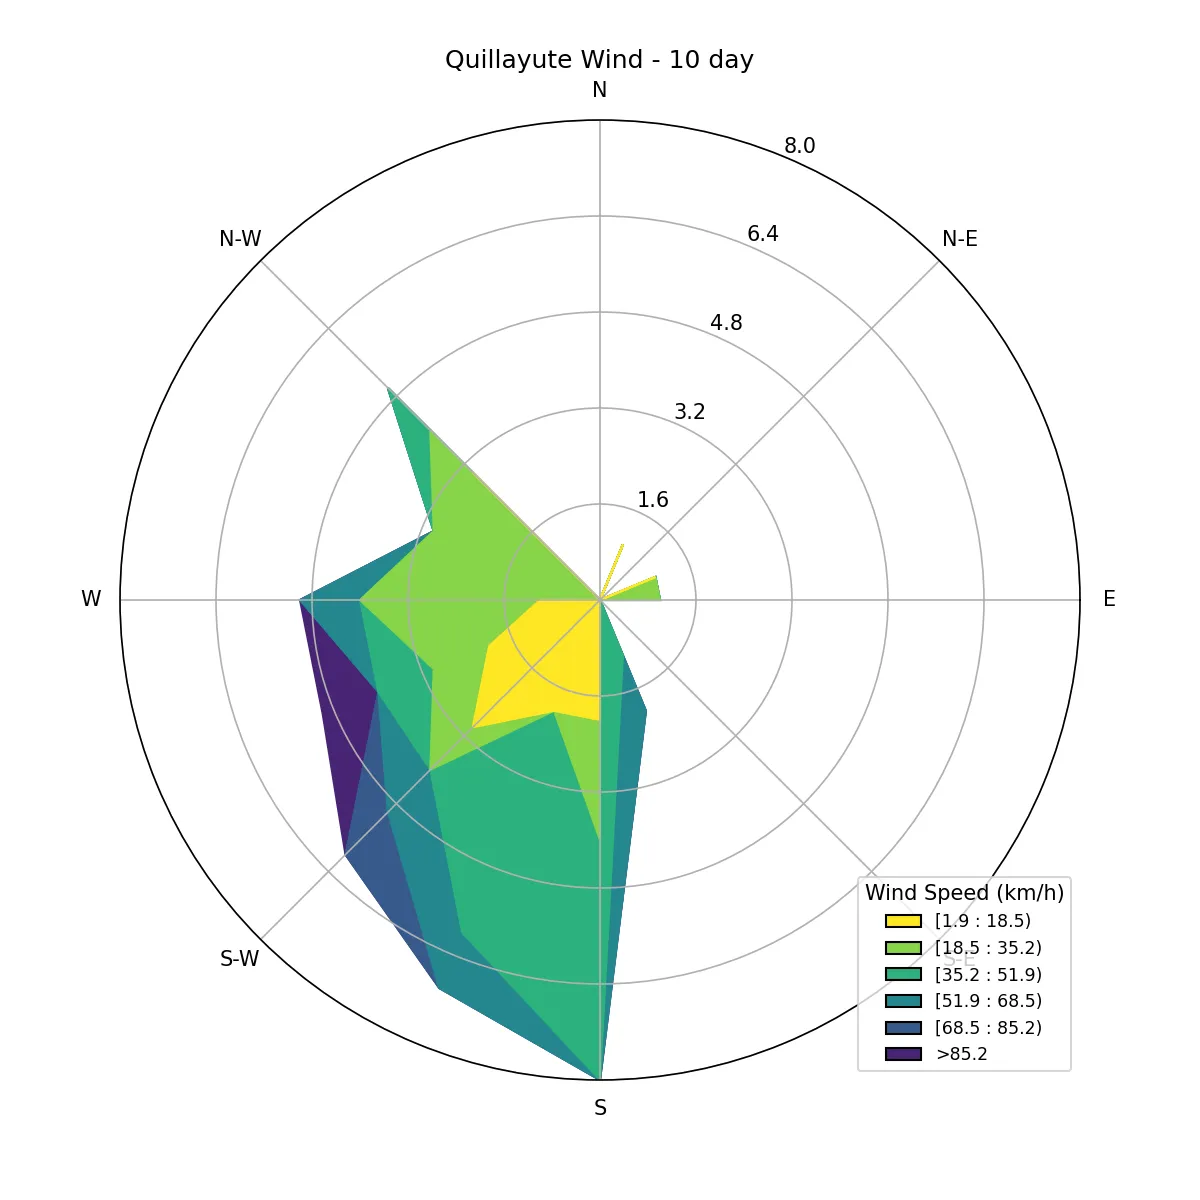 Quillayute Wind - 10 day
N
8.0
6.4
N-W
N-E
4.8
3.2
1.6
W
E
Wind Speed (km/h)
[1.9 : 18.5)
[18.5 : 35.2)
S-W
S-E
[35.2 : 51.9)
[51.9 : 68.5)
[68.5 : 85.2)
>85.2
S